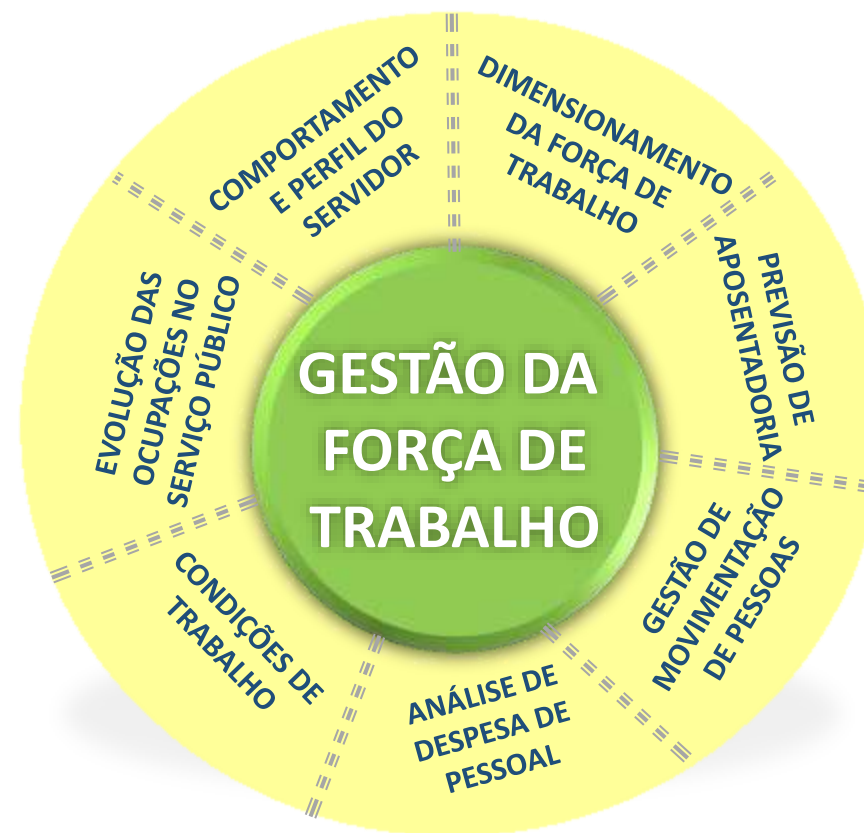 GESTÃO DA
FORÇA DE
TRABALHO
DIMENSIONAMENTO
DA FORÇA DE
TRABALHO
PREVISÃO DE
APOSENTADORIA
GESTÃO DE
MOVIMENTAÇÃO
DE PESSOAS
ANÁLISE DE
DESPESA DE
PESSOAL
CONDIÇÕES DE
TRABALHO
EVOLUÇÃO DAS
OCUPAÇÕES NO
SERVIÇO PÚBLICO
COMPORTAMENTO
E PERFIL DO
SERVIDOR